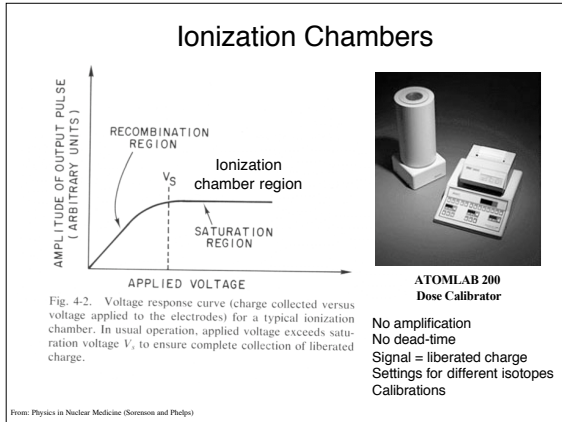 Ionization Chambers
AMPLITUDE OF OUTPUT PULSE
(ARBITRARY UNITS)
RECOMBINATION
REGION
VS
Ionization
chamber region
SATURATION
REGION
APPLIED VOLTAGE
Fig. 4-2. Voltage response curve (charge collected versus
voltage applied to the electrodes) for a typical ionization
chamber. In usual operation, applied voltage exceeds satu-
ration voltage Vs to ensure complete collection of liberated
charge.
ATOMLAB 200
Dose Calibrator
No amplification
No dead-time
Signal = liberated charge
Settings for different isotopes
Calibrations
From: Physics in Nuclear Medicine (Sorenson and Phelps)